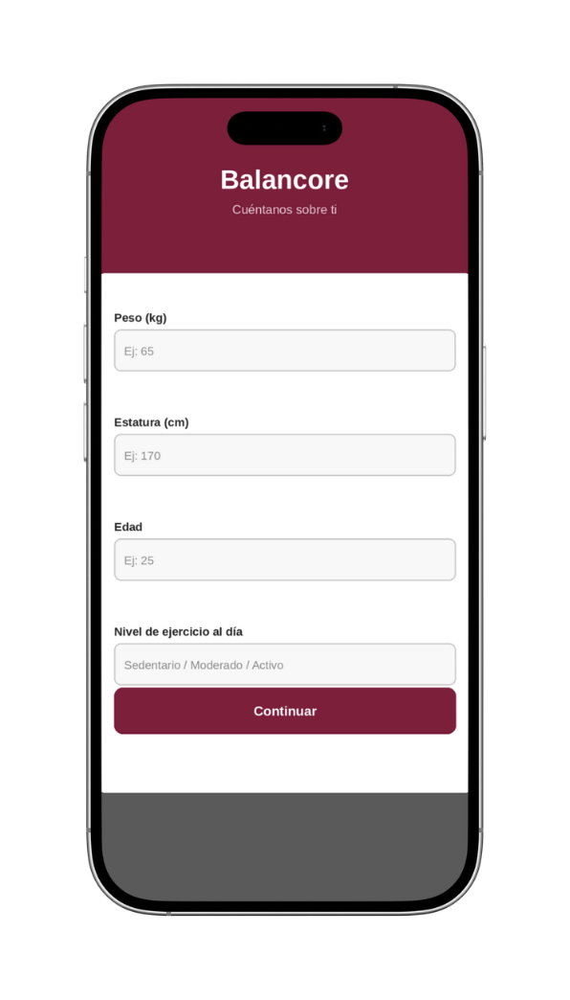 Balancore
Cuéntanos sobre ti
Peso (kg)
Ej: 65
Estatura (cm)
Ej: 170
Edad
Ej: 25
Nivel de ejercicio al día
Sedentario / Moderado / Activo
Continuar